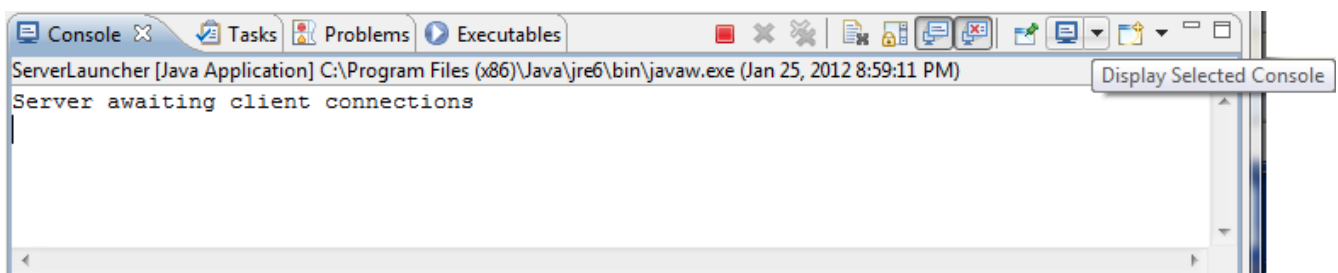 Console Tasks Problems Executables
ServerLauncher [Java Application] C:\Program Files (x86)\Java\jre6\bin\javaw.exe (Jan 25, 2012 8:59:11 PM)
Display Selected Console
Server awaiting client connections